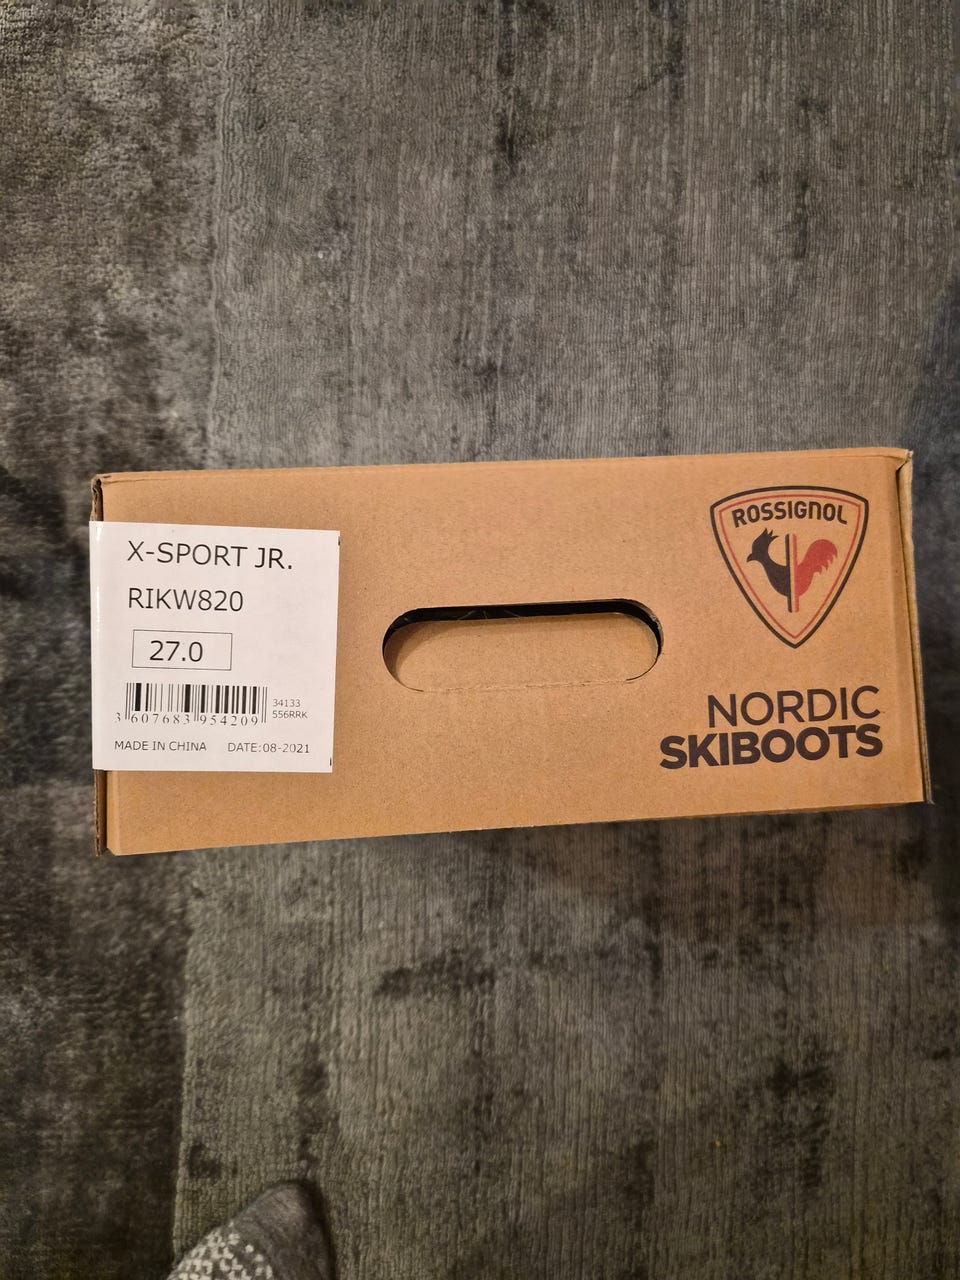 X-SPORT JR.
RIKW820
27.0
3 607683 954209
34133
556RRK
MADE IN CHINA DATE:08-2021
ROSSIGNOL
NORDIC
SKIBOOTS